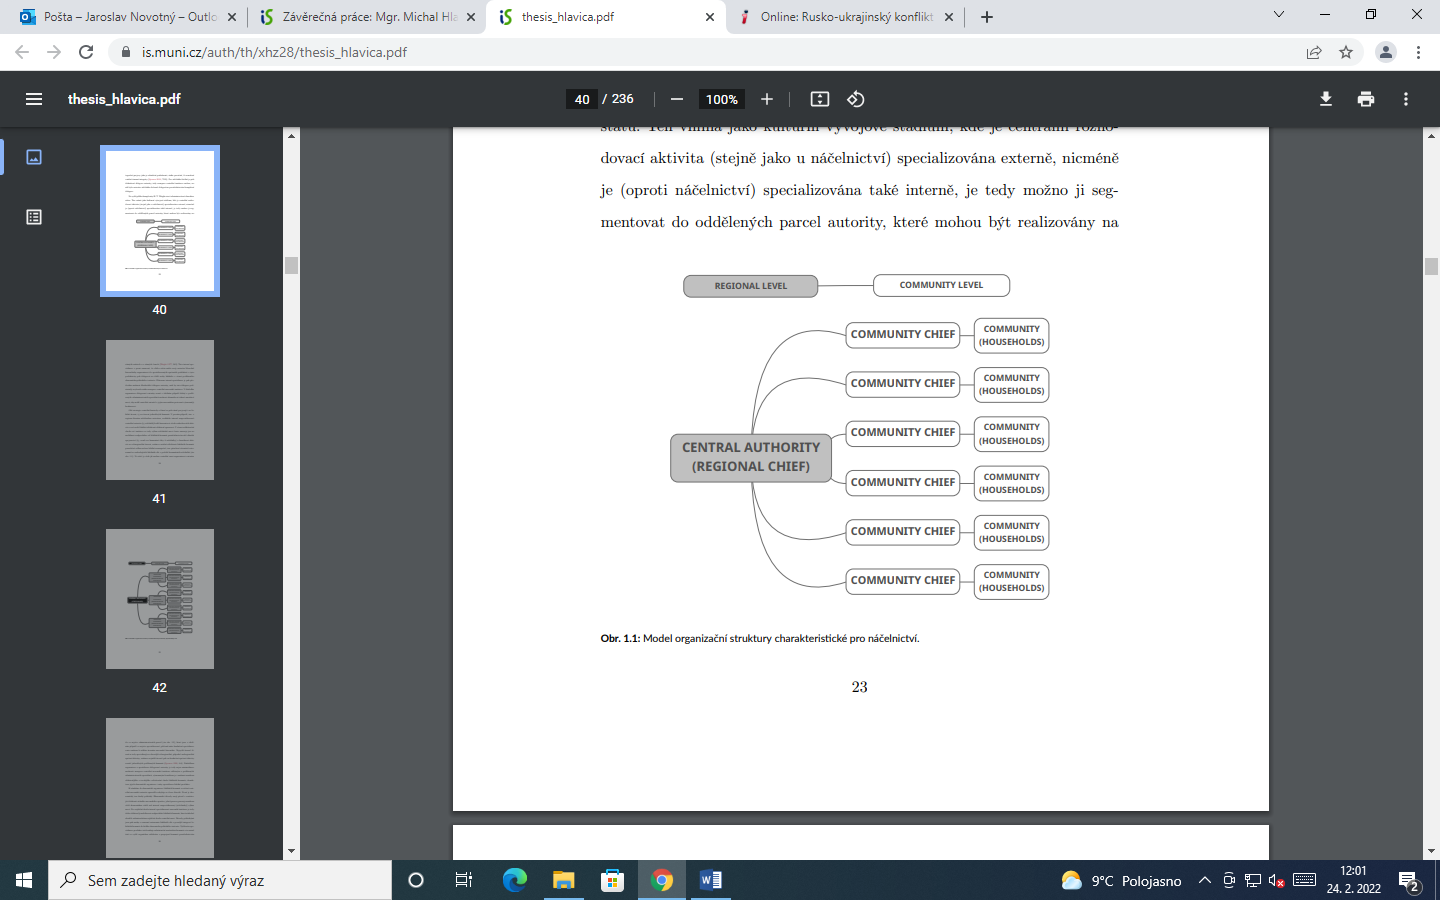 Pošta – Jaroslav Novotný – Outlo
Závěrečná práce: Mgr. Michal Hla
thesis_hlavica.pdf
Online: Rusko-ukrajinský konflikt
is.muni.cz/auth/th/xhz28/thesis_hlavica.pdf
thesis_hlavica.pdf
40 / 236
100%
40
41
42
dovací aktivita (stejně jako u náčelnictví) specializována externě, nicméně
je (oproti náčelnictví) specializována také interně, je tedy možno ji seg-
mentovat do oddělených parcel autority, které mohou být realizovány na
REGIONAL LEVEL
COMMUNITY LEVEL
COMMUNITY CHIEF
COMMUNITY
(HOUSEHOLDS)
COMMUNITY CHIEF
COMMUNITY
(HOUSEHOLDS)
COMMUNITY CHIEF
COMMUNITY
(HOUSEHOLDS)
CENTRAL AUTHORITY
(REGIONAL CHIEF)
COMMUNITY CHIEF
COMMUNITY
(HOUSEHOLDS)
COMMUNITY CHIEF
COMMUNITY
(HOUSEHOLDS)
COMMUNITY CHIEF
COMMUNITY
(HOUSEHOLDS)
Obr. 1.1: Model organizační struktury charakteristické pro náčelnictví.
23
Sem zadejte hledaný výraz
9°C Polojasno
12:01
24. 2. 2022
2